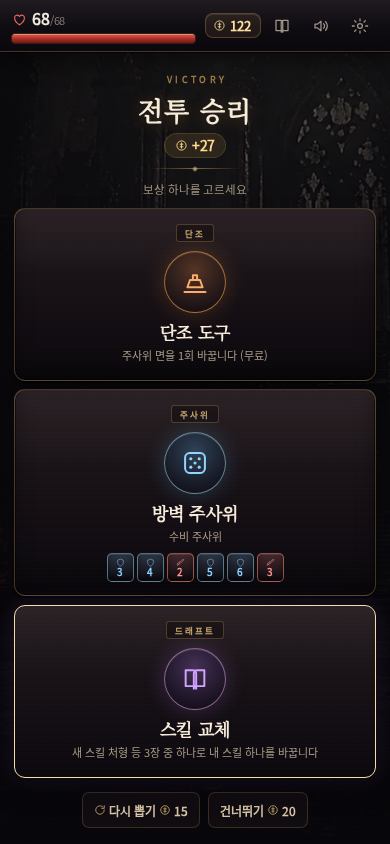 68/68
122
VICTORY
전투 승리
+27
보상 하나를 고르세요
단조
단조 도구
주사위 면을 1회 바꿉니다 (무료)
주사위
방벽 주사위
수비 주사위
3 4 2 5 6 3
드래프트
스킬 교체
새 스킬 처형 등 3장 중 하나로 내 스킬 하나를 바꿉니다
다시 뽑기 15
건너뛰기 20